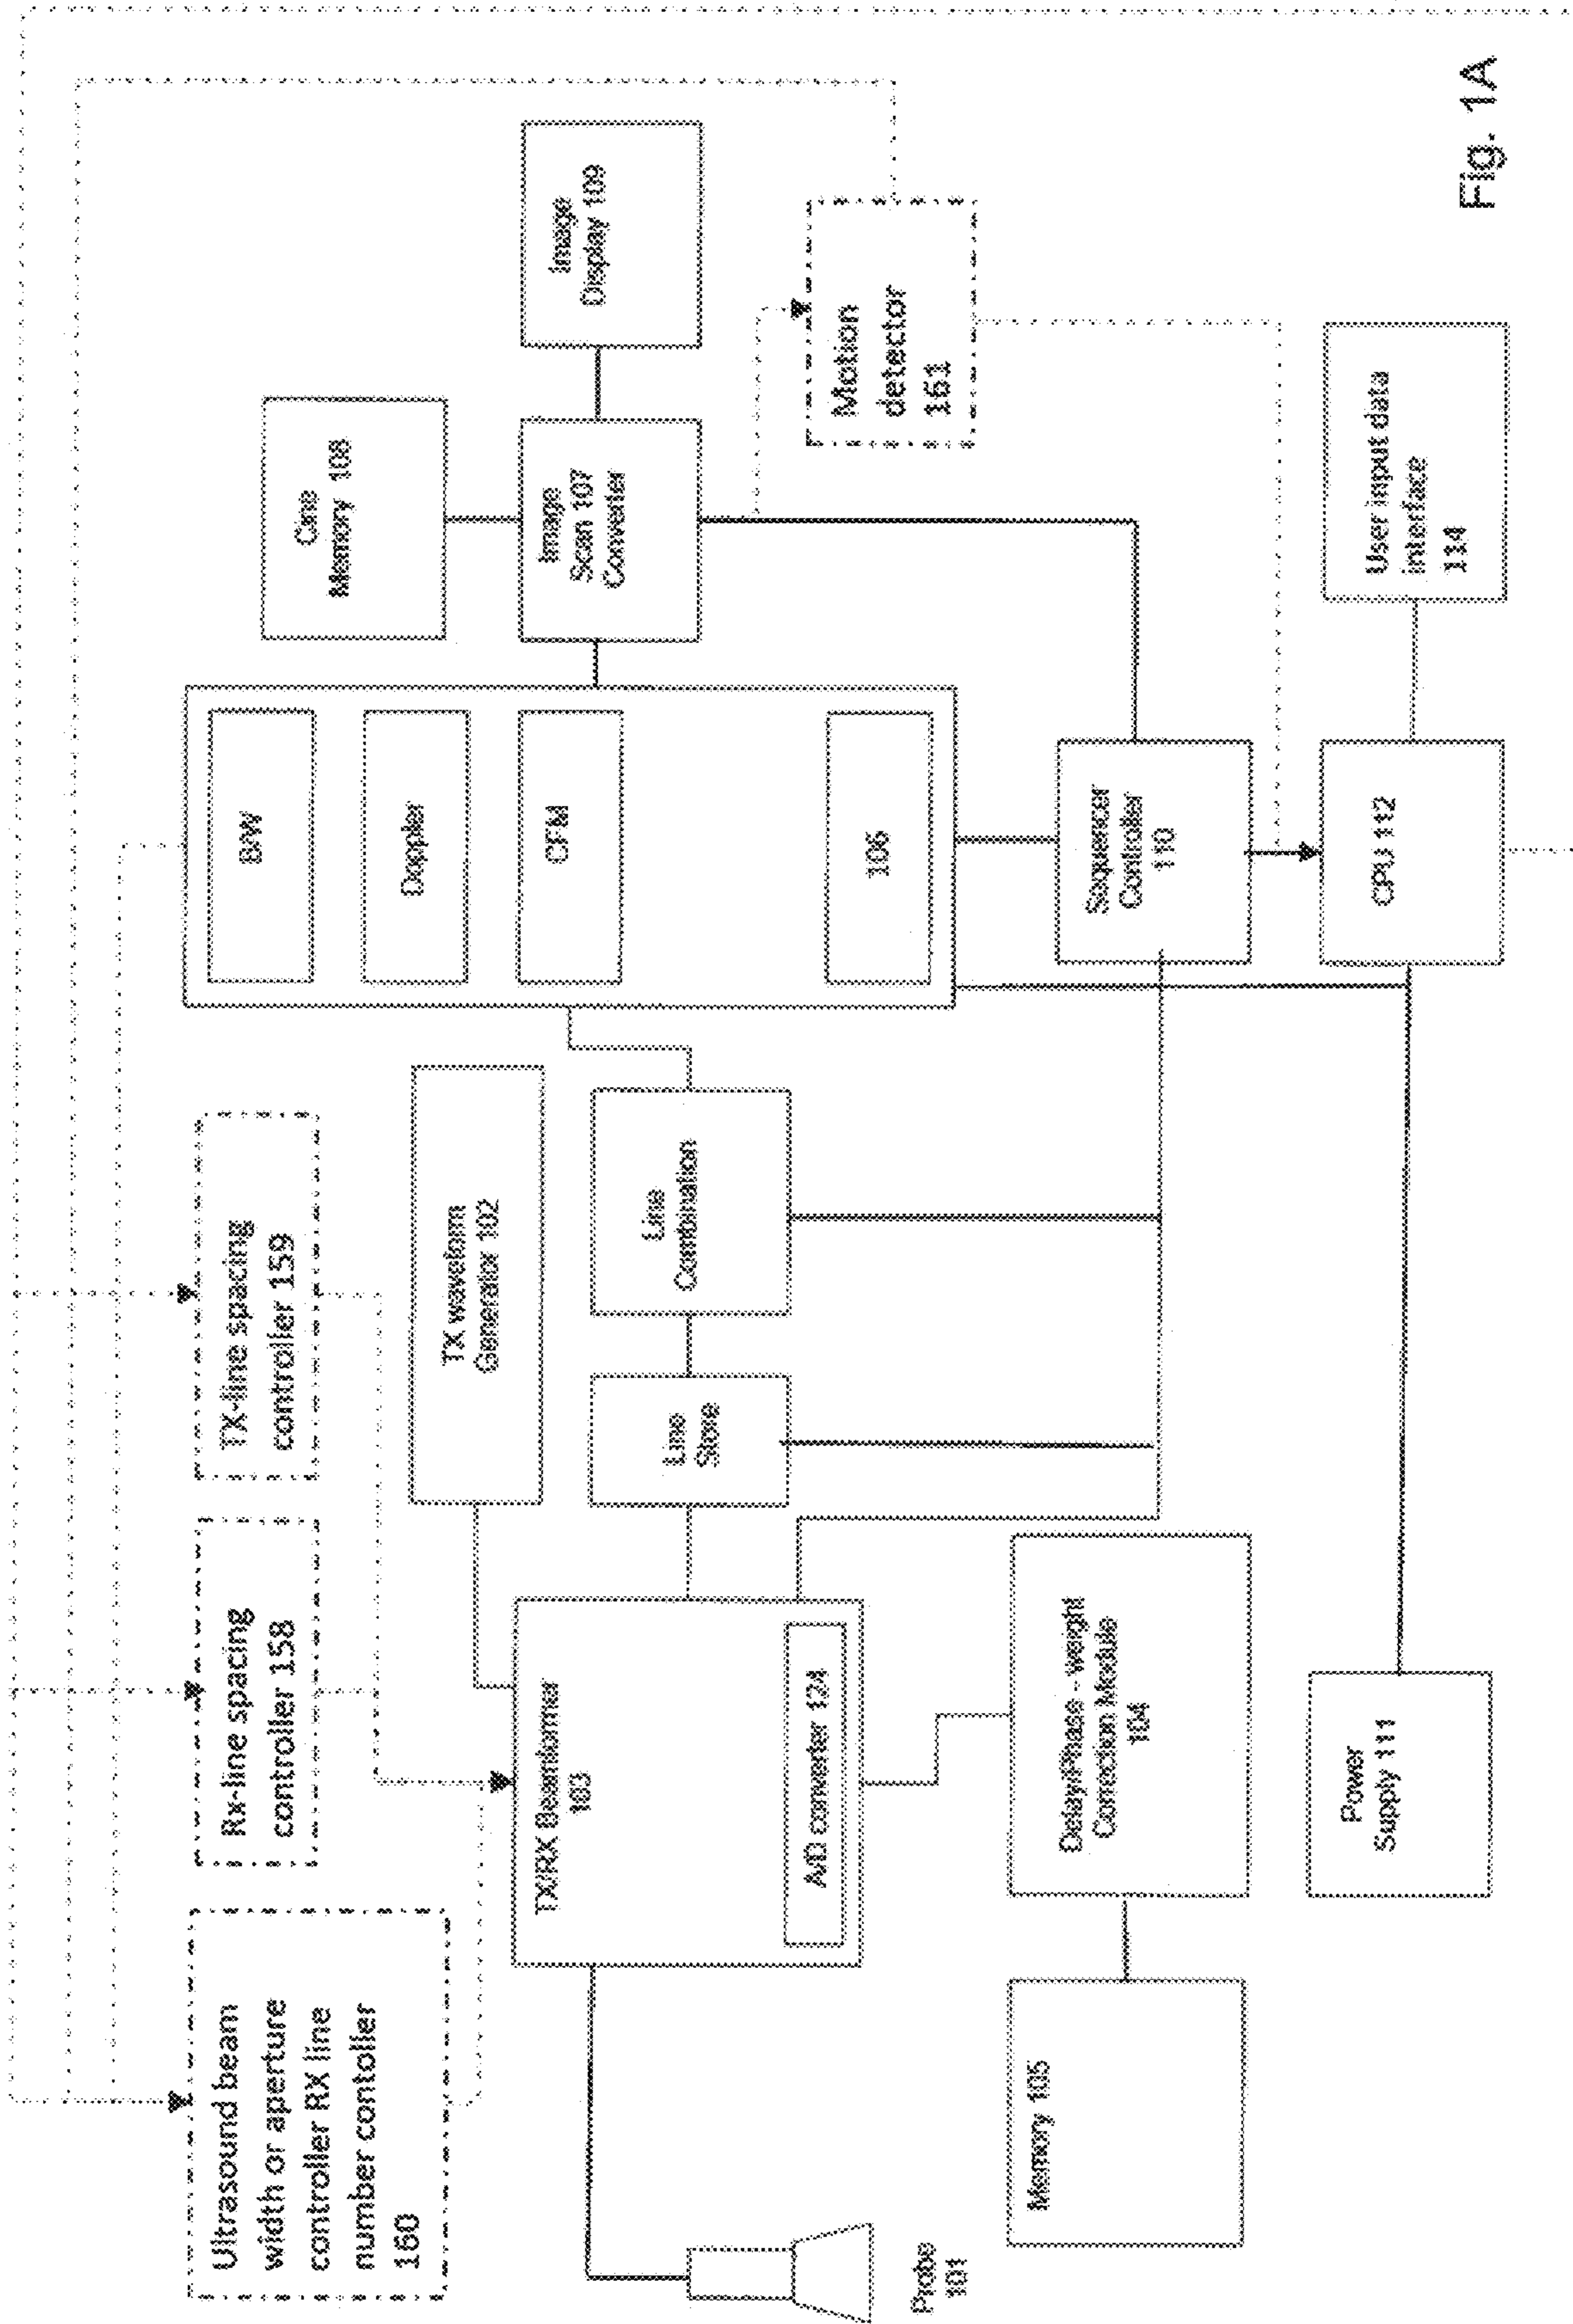 Ultrasound beam
width or aperture
controller RX line
number contoller
160
Rx-line spacing
controller 158
TX-line spacing
controller 159
B/W
Doppler
CFM
106
Cine
Memory 108
Image
Scan 107
Converter
Image
Display 109
Motion
detector
161
TX waveform
Generator 102
Line
Store
Line
Combination
TX/RX Beamformer
103
A/D converter 124
Probe
101
Memory 105
Delay/Phase - weight
Correction Module
104
Sequencer
Controller
110
Power
Supply 111
CPU 112
User input data
interface
114
Fig. 1A